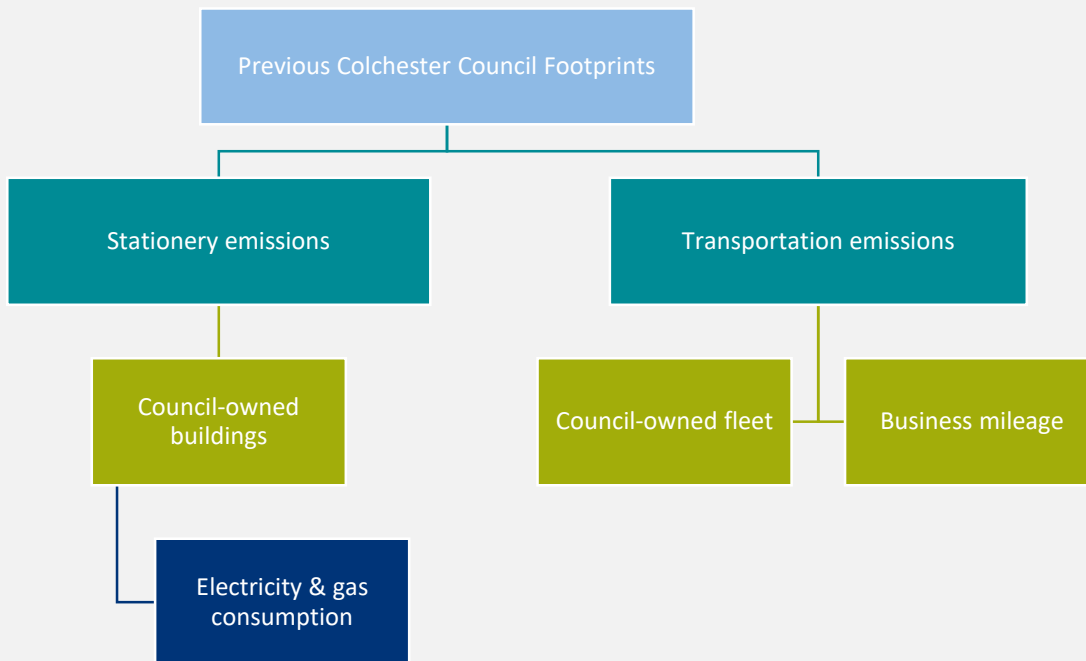 Previous Colchester Council Footprints
Stationery emissions
Transportation emissions
Council-owned
buildings
Council-owned fleet
Business mileage
Electricity & gas
consumption